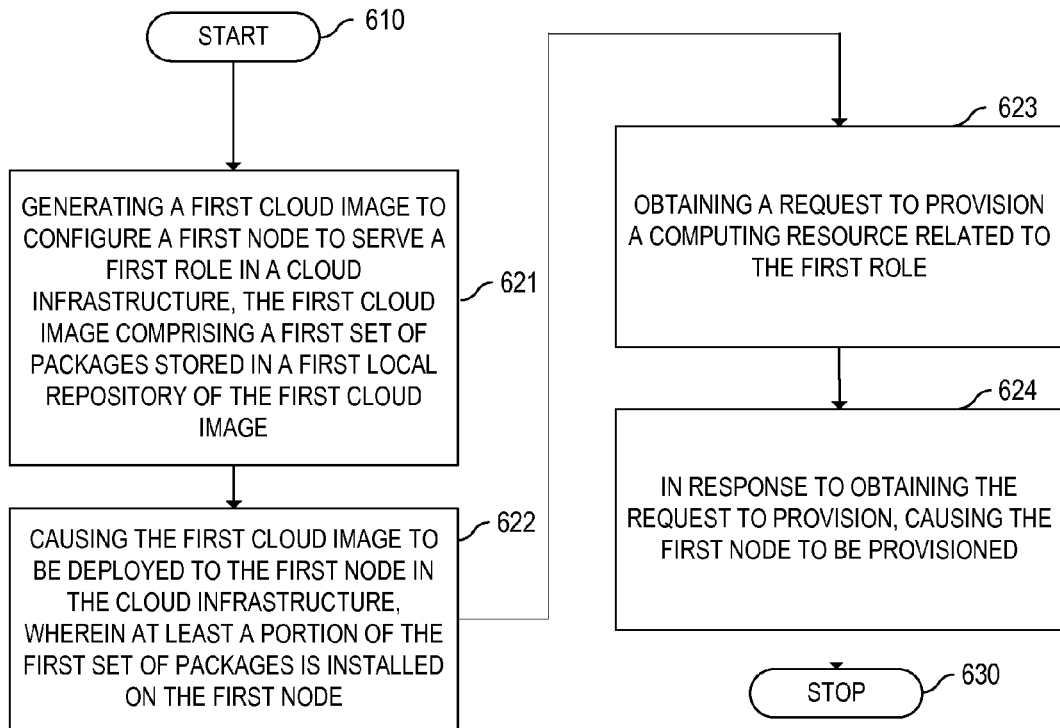 START
610
GENERATING A FIRST CLOUD IMAGE TO
CONFIGURE A FIRST NODE TO SERVE A
FIRST ROLE IN A CLOUD
INFRASTRUCTURE, THE FIRST CLOUD
IMAGE COMPRISING A FIRST SET OF
PACKAGES STORED IN A FIRST LOCAL
REPOSITORY OF THE FIRST CLOUD
IMAGE
621
CAUSING THE FIRST CLOUD IMAGE TO
BE DEPLOYED TO THE FIRST NODE IN
THE CLOUD INFRASTRUCTURE,
WHEREIN AT LEAST A PORTION OF THE
FIRST SET OF PACKAGES IS INSTALLED
ON THE FIRST NODE
622
623
OBTAINING A REQUEST TO PROVISION
A COMPUTING RESOURCE RELATED TO
THE FIRST ROLE
624
IN RESPONSE TO OBTAINING THE
REQUEST TO PROVISION, CAUSING THE
FIRST NODE TO BE PROVISIONED
STOP
630